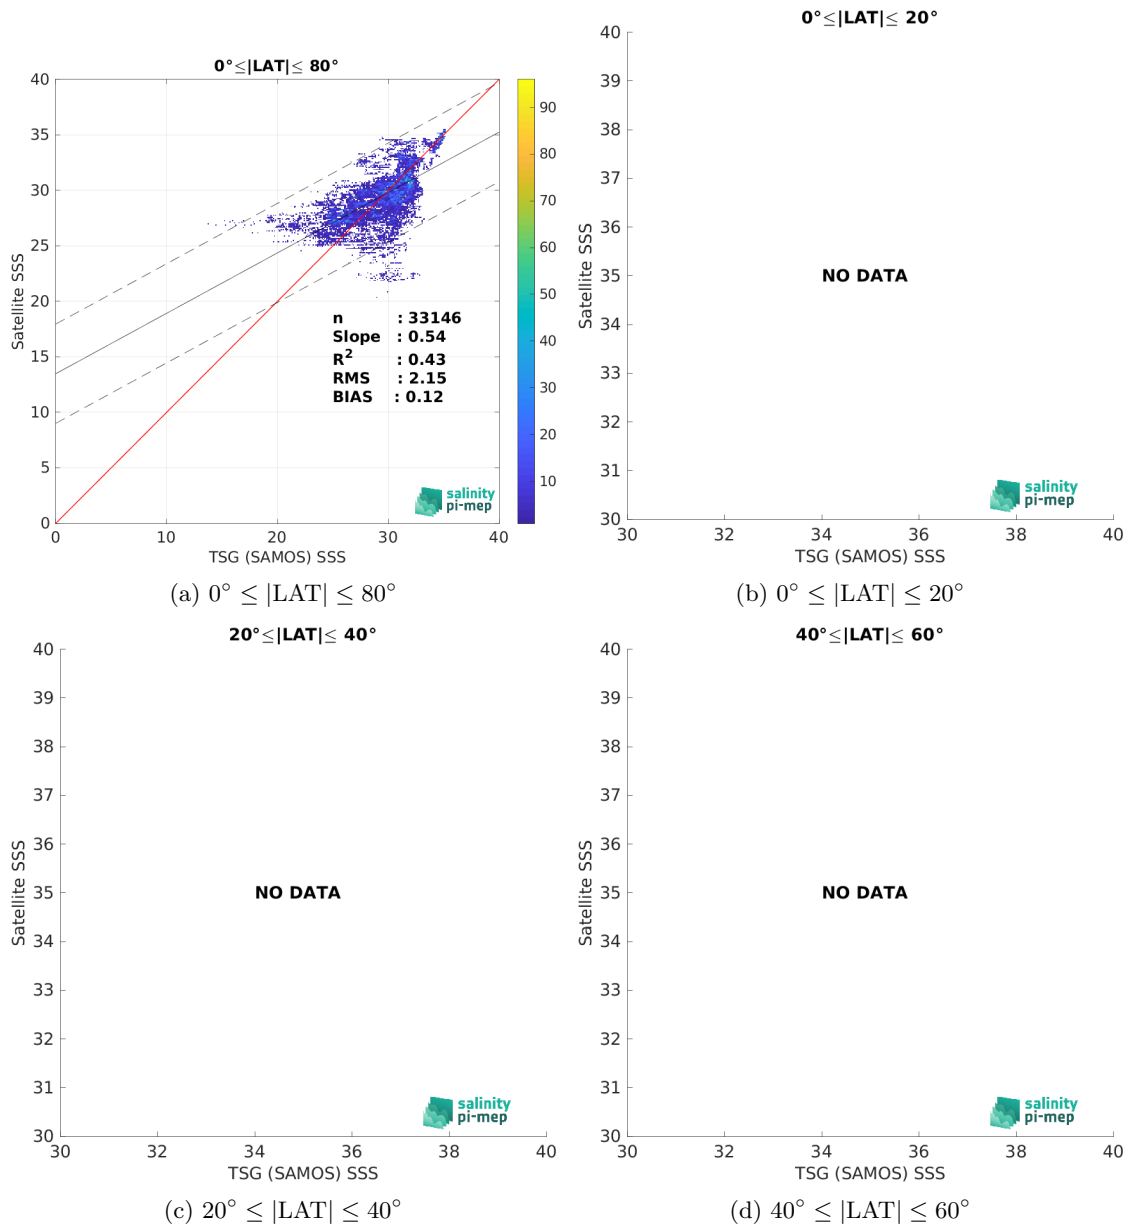 0°≤|LAT|≤ 80°
40
35
30
25
20
15
10
5
0
Satellite SSS
0
10
20
30
40
TSG (SAMOS) SSS
n : 33146
Slope : 0.54
R² : 0.43
RMS : 2.15
BIAS : 0.12
salinity
pi-mep
90
80
70
60
50
40
30
20
10
(a) 0° ≤ |LAT| ≤ 80°
0°≤|LAT|≤ 20°
40
39
38
37
36
35
34
33
32
31
30
Satellite SSS
NO DATA
salinity
pi-mep
30
32
34
36
38
40
TSG (SAMOS) SSS
(b) 0° ≤ |LAT| ≤ 20°
20°≤|LAT|≤ 40°
40
39
38
37
36
35
34
33
32
31
30
Satellite SSS
NO DATA
salinity
pi-mep
30
32
34
36
38
40
TSG (SAMOS) SSS
(c) 20° ≤ |LAT| ≤ 40°
40°≤|LAT|≤ 60°
40
39
38
37
36
35
34
33
32
31
30
Satellite SSS
NO DATA
salinity
pi-mep
30
32
34
36
38
40
TSG (SAMOS) SSS
(d) 40° ≤ |LAT| ≤ 60°